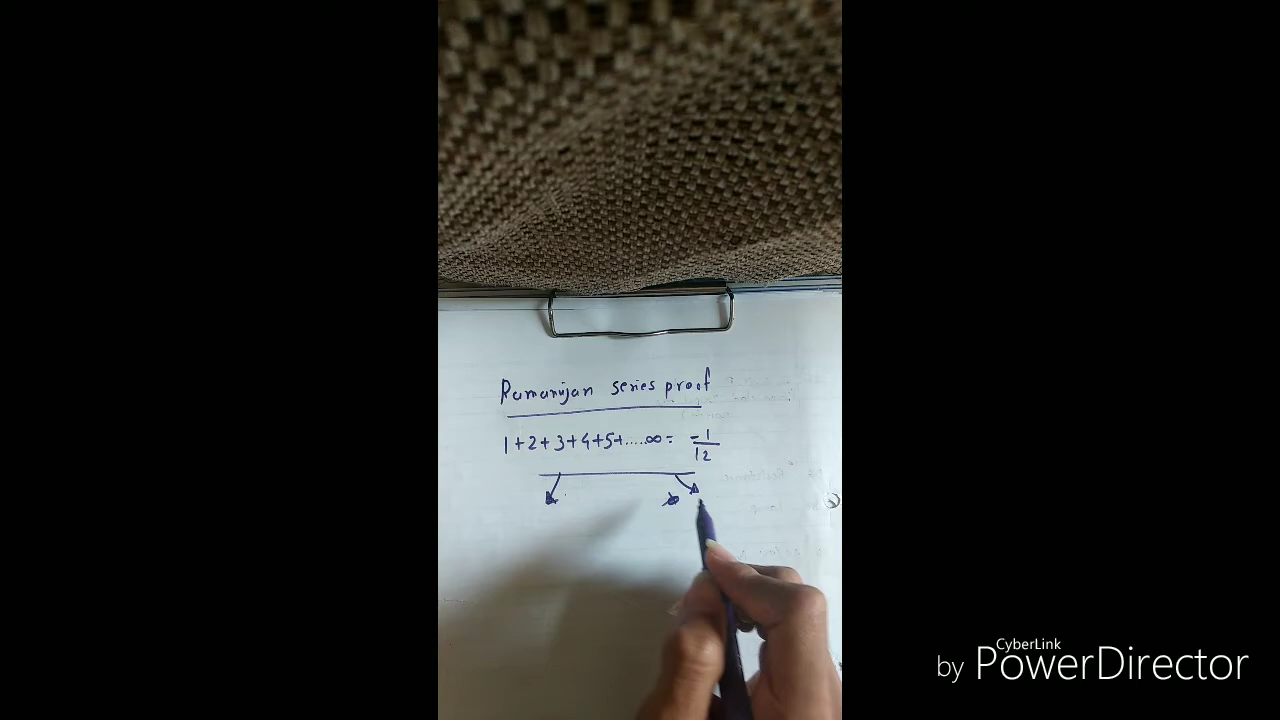 Ramanujan series proof
1+2+3+4+5+.....∞ = -1/12
CyberLink
by PowerDirector